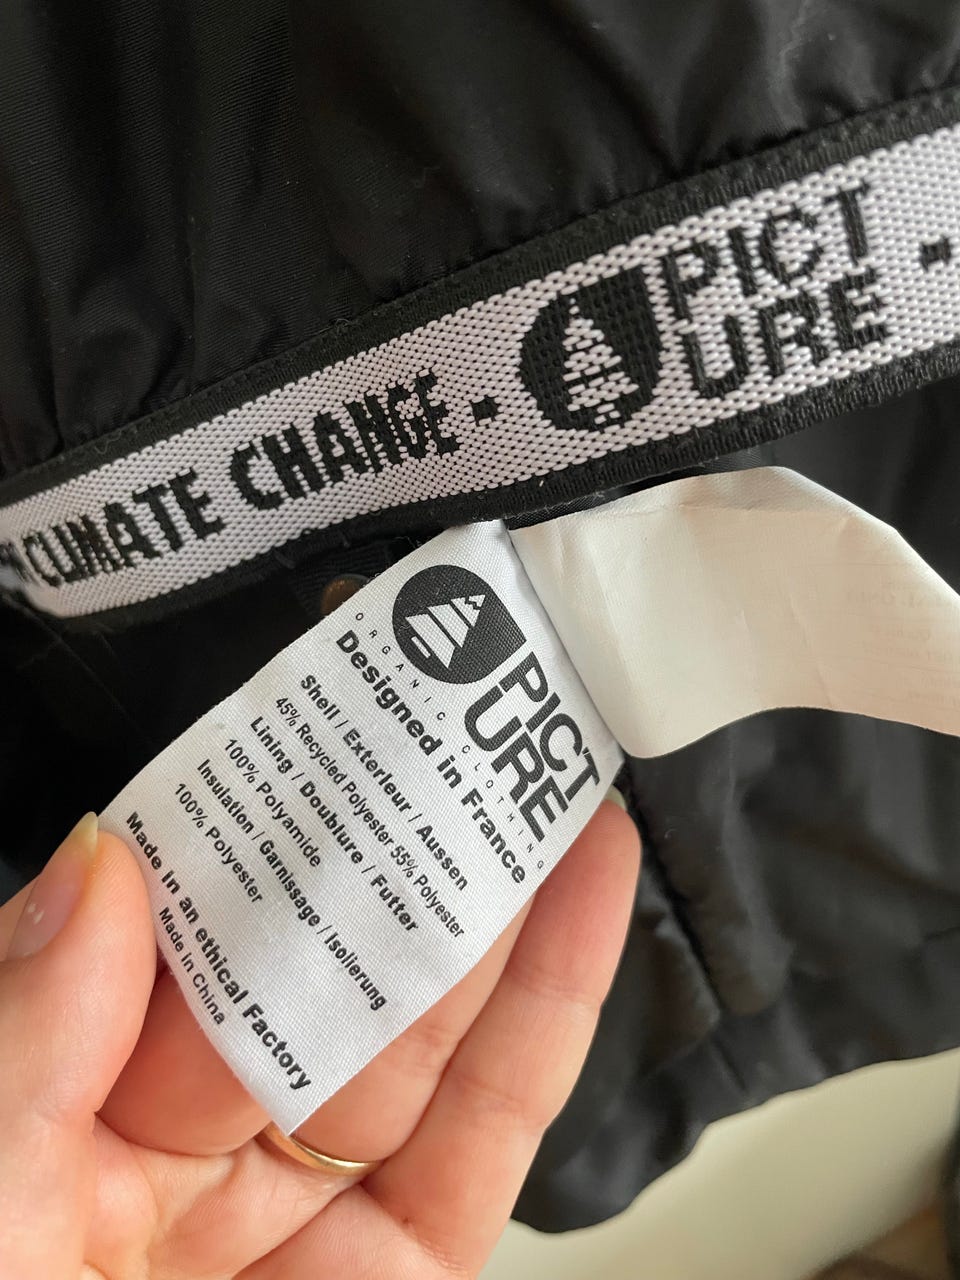 CLIMATE CHANGE · PICT
URE ·
PICT
URE
ORGANIC CLOTHING
Designed in France
Shell / Exterieur / Aussen
45% Recycled Polyester 55% Polyester
Lining / Doublure / Futter
100% Polyamide
Insulation / Garnissage / Isolierung
100% Polyester
Made in an ethical Factory
Made in China